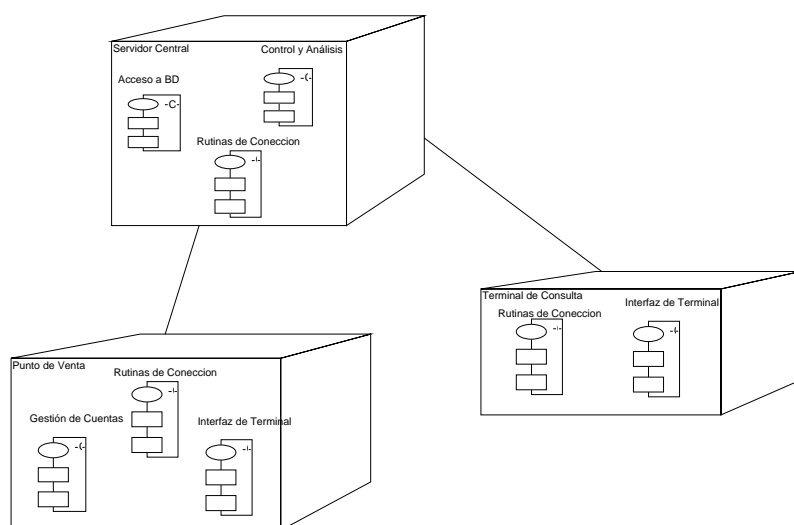 Servidor Central
Control y Análisis
Acceso a BD
-C-
Rutinas de Coneccion
Terminal de Consulta
Interfaz de Terminal
Rutinas de Coneccion
Punto de Venta
Rutinas de Coneccion
Gestión de Cuentas
Interfaz de Terminal